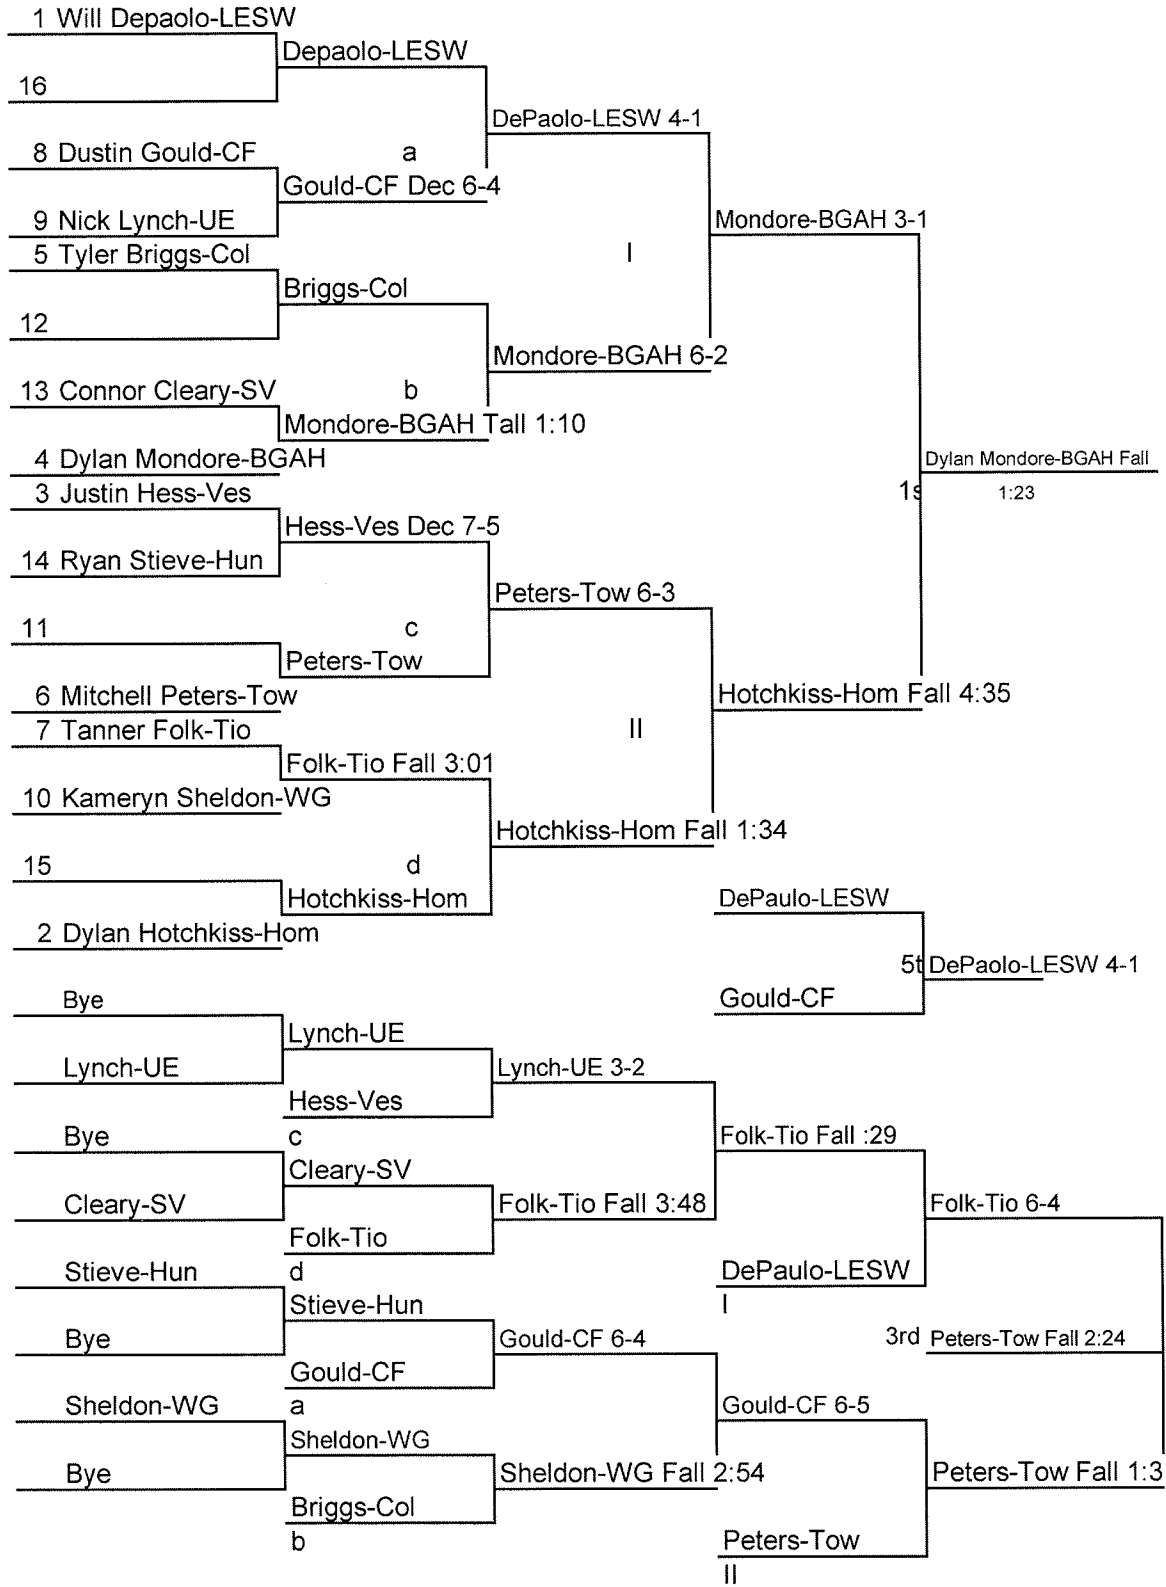 1 Will Depaolo-LESW
Depaolo-LESW
16
DePaolo-LESW 4-1
8 Dustin Gould-CF
a
Gould-CF Dec 6-4
9 Nick Lynch-UE
Mondore-BGAH 3-1
5 Tyler Briggs-Col
I
Briggs-Col
12
Mondore-BGAH 6-2
13 Connor Cleary-SV
b
Mondore-BGAH Tall 1:10
4 Dylan Mondore-BGAH
Dylan Mondore-BGAH Fall
3 Justin Hess-Ves
1s
1:23
Hess-Ves Dec 7-5
14 Ryan Stieve-Hun
Peters-Tow 6-3
11
c
Peters-Tow
6 Mitchell Peters-Tow
Hotchkiss-Hom Fall 4:35
7 Tanner Folk-Tio
II
Folk-Tio Fall 3:01
10 Kameryn Sheldon-WG
Hotchkiss-Hom Fall 1:34
15
d
Hotchkiss-Hom
DePaulo-LESW
2 Dylan Hotchkiss-Hom
5t DePaolo-LESW 4-1
Bye
Gould-CF
Lynch-UE
Lynch-UE
Lynch-UE 3-2
Hess-Ves
Bye
c
Folk-Tio Fall :29
Cleary-SV
Cleary-SV
Folk-Tio Fall 3:48
Folk-Tio 6-4
Folk-Tio
Stieve-Hun
d
DePaulo-LESW
Stieve-Hun
I
Bye
Gould-CF 6-4
3rd Peters-Tow Fall 2:24
Gould-CF
Sheldon-WG
a
Gould-CF 6-5
Sheldon-WG
Bye
Sheldon-WG Fall 2:54
Peters-Tow Fall 1:3
Briggs-Col
b
Peters-Tow
II